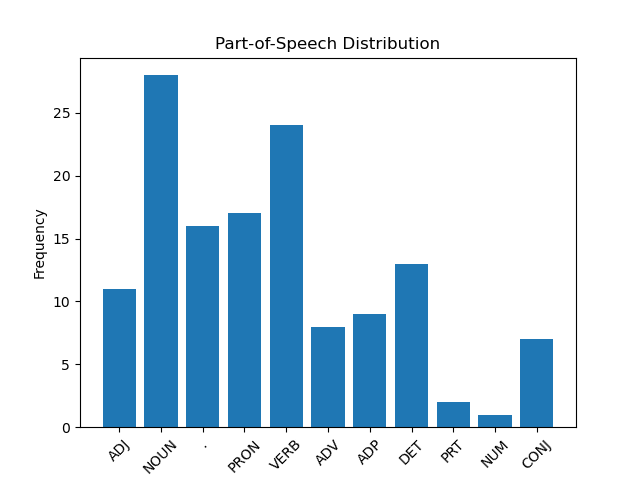 Part-of-Speech Distribution
Frequency
25
20
15
10
5
0
ADJ
NOUN
.
PRON
VERB
ADV
ADP
DET
PRT
NUM
CONJ